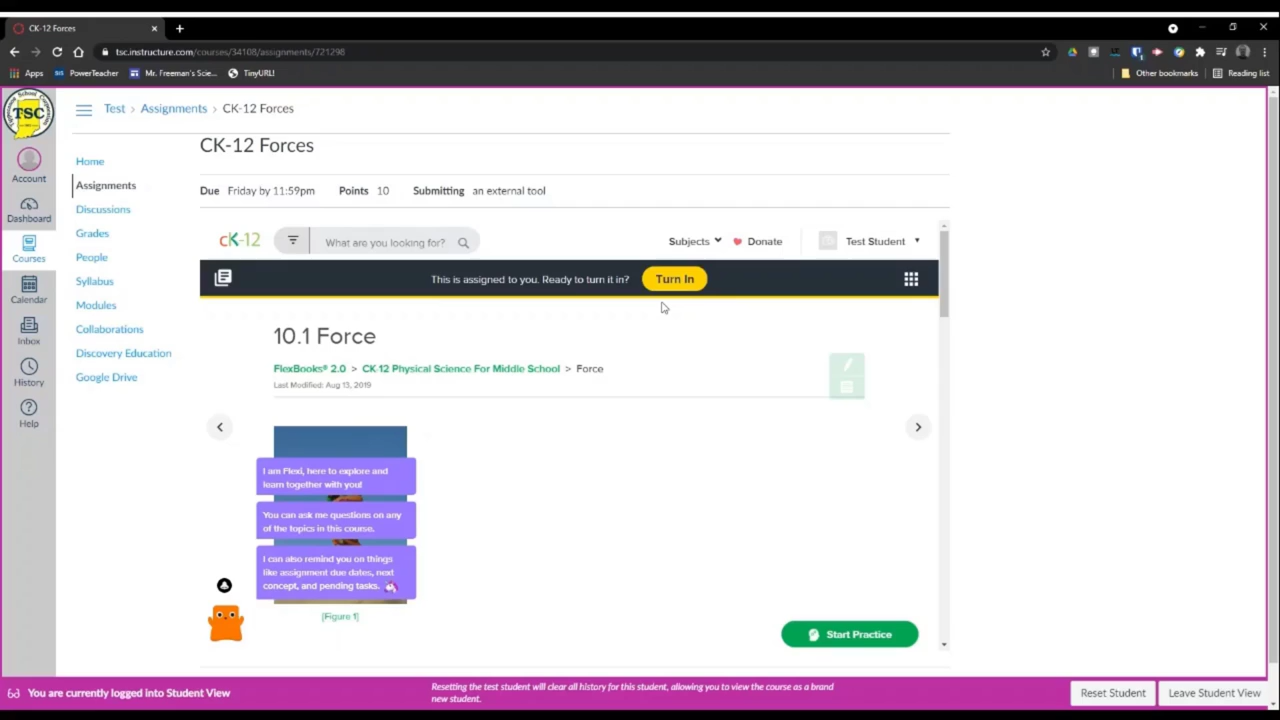 CK-12 Forces
tsc.instructure.com/courses/34108/assignments/721298
Apps
SIS PowerTeacher
Mr. Freeman's Scie...
TinyURL!
Other bookmarks
Reading list
TSC
Account
Dashboard
Courses
Calendar
Inbox
History
Help
Test > Assignments > CK-12 Forces
Home
Assignments
Discussions
Grades
People
Syllabus
Modules
Collaborations
Discovery Education
Google Drive
CK-12 Forces
Due Friday by 11:59pm Points 10 Submitting an external tool
cK-12
What are you looking for?
Subjects
Donate
Test Student
This is assigned to you. Ready to turn it in?
Turn In
10.1 Force
FlexBooks® 2.0 > CK-12 Physical Science For Middle School > Force
Last Modified: Aug 13, 2019
I am Flexi, here to explore and
learn together with you!
You can ask me questions on any
of the topics in this course.
I can also remind you on things
like assignment due dates, next
concept, and pending tasks.
[Figure 1]
Start Practice
You are currently logged into Student View
Resetting the test student will clear all history for this student, allowing you to view the course as a brand
new student.
Reset Student
Leave Student View